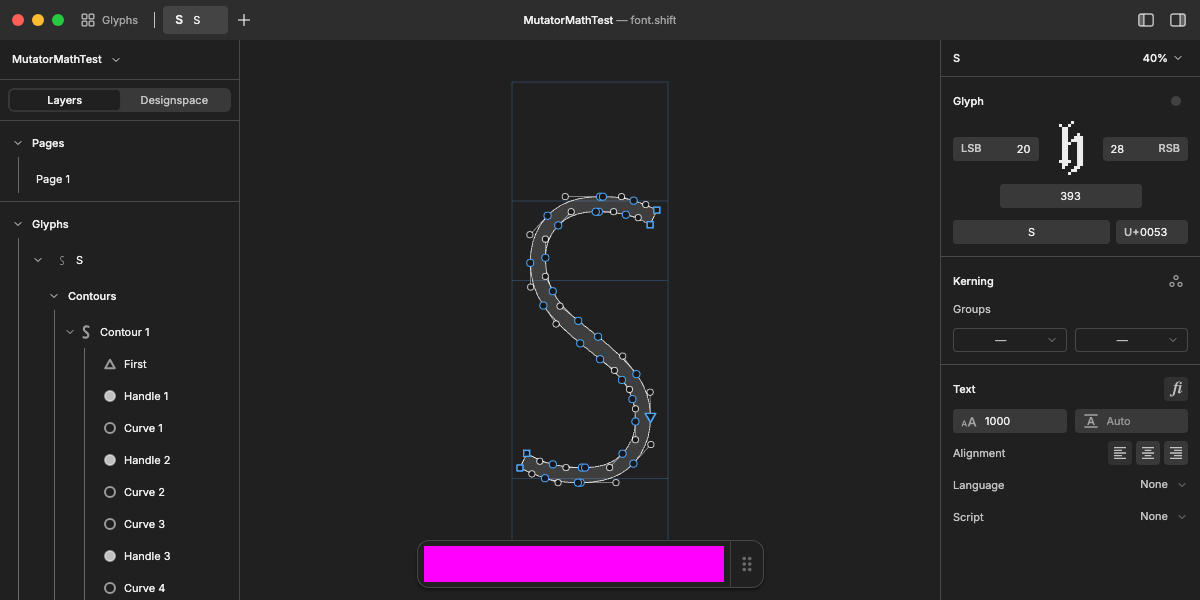 Glyphs
S S
MutatorMathTest — font.shift
MutatorMathTest
Layers
Designspace
Pages
Page 1
Glyphs
S S
Contours
Contour 1
First
Handle 1
Curve 1
Handle 2
Curve 2
Curve 3
Handle 3
Curve 4
S
40%
Glyph
LSB 20
28 RSB
393
S
U+0053
Kerning
Groups
—
—
Text
fi
AA 1000
A Auto
Alignment
Language None
Script None